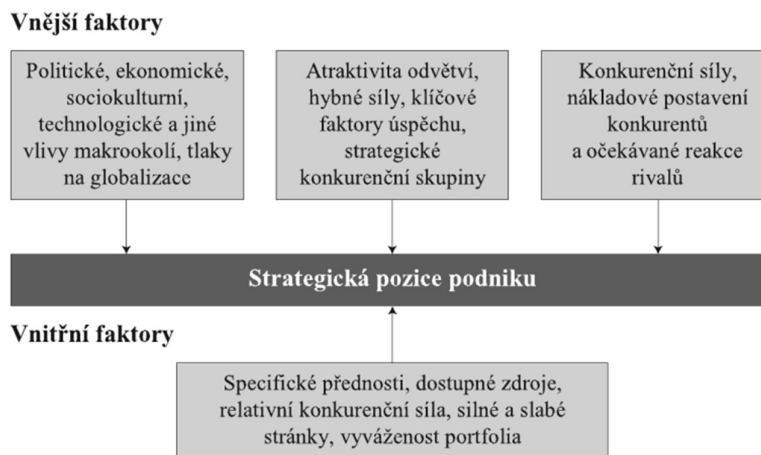 Vnější faktory
Politické, ekonomické,
sociokulturní,
technologické a jiné
vlivy makrookolí, tlaky
na globalizace
Atraktivita odvětví,
hybné síly, klíčové
faktory úspěchu,
strategické
konkurenční skupiny
Konkurenční síly,
nákladové postavení
konkurentů
a očekávané reakce
rivalů
Strategická pozice podniku
Vnitřní faktory
Specifické přednosti, dostupné zdroje,
relativní konkurenční síla, silné a slabé
stránky, vyváženost portfolia